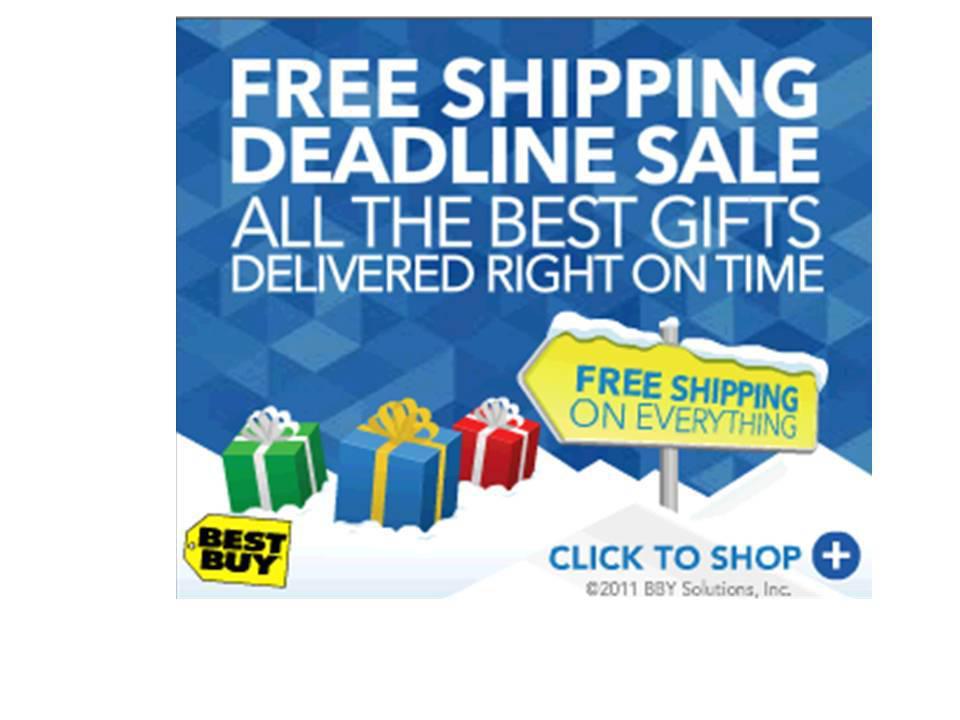 FREE SHIPPING
DEADLINE SALE
ALL THE BEST GIFTS
DELIVERED RIGHT ON TIME
FREE SHIPPING
ON EVERYTHING
BEST
BUY
CLICK TO SHOP +
©2011 BBY Solutions, Inc.